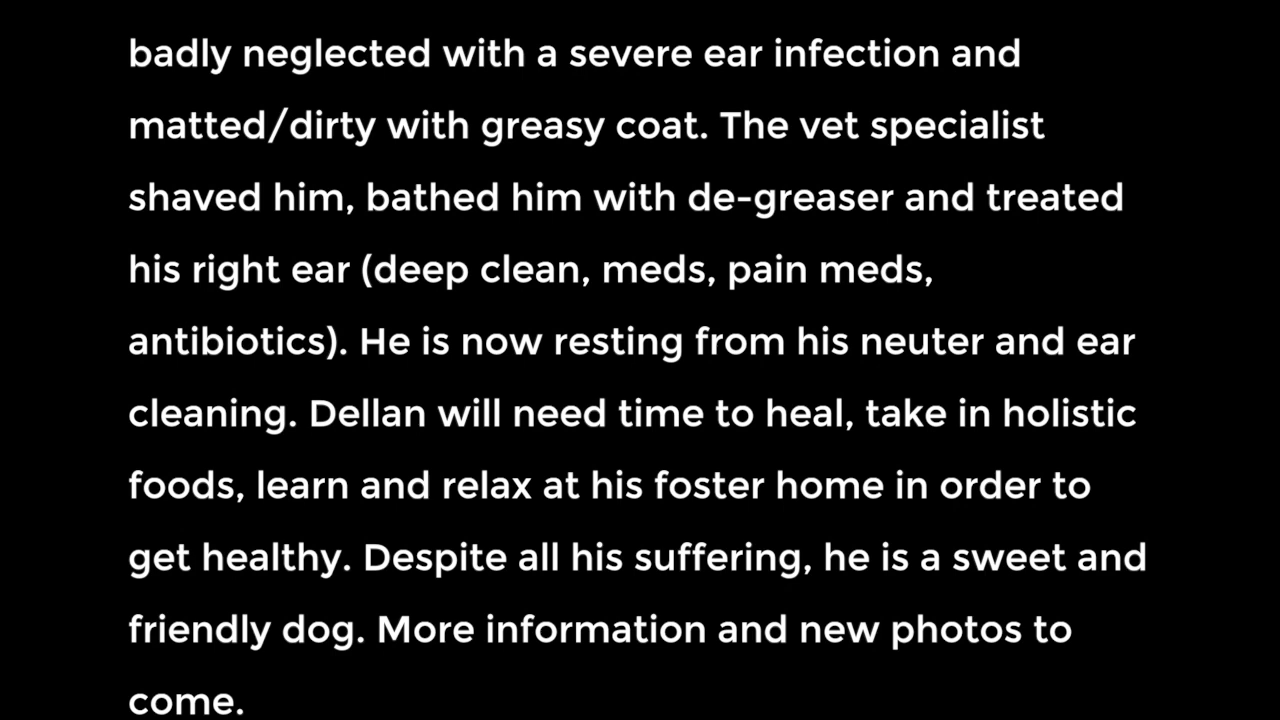 badly neglected with a severe ear infection and
matted/dirty with greasy coat. The vet specialist
shaved him, bathed him with de-greaser and treated
his right ear (deep clean, meds, pain meds,
antibiotics). He is now resting from his neuter and ear
cleaning. Dellan will need time to heal, take in holistic
foods, learn and relax at his foster home in order to
get healthy. Despite all his suffering, he is a sweet and
friendly dog. More information and new photos to
come.